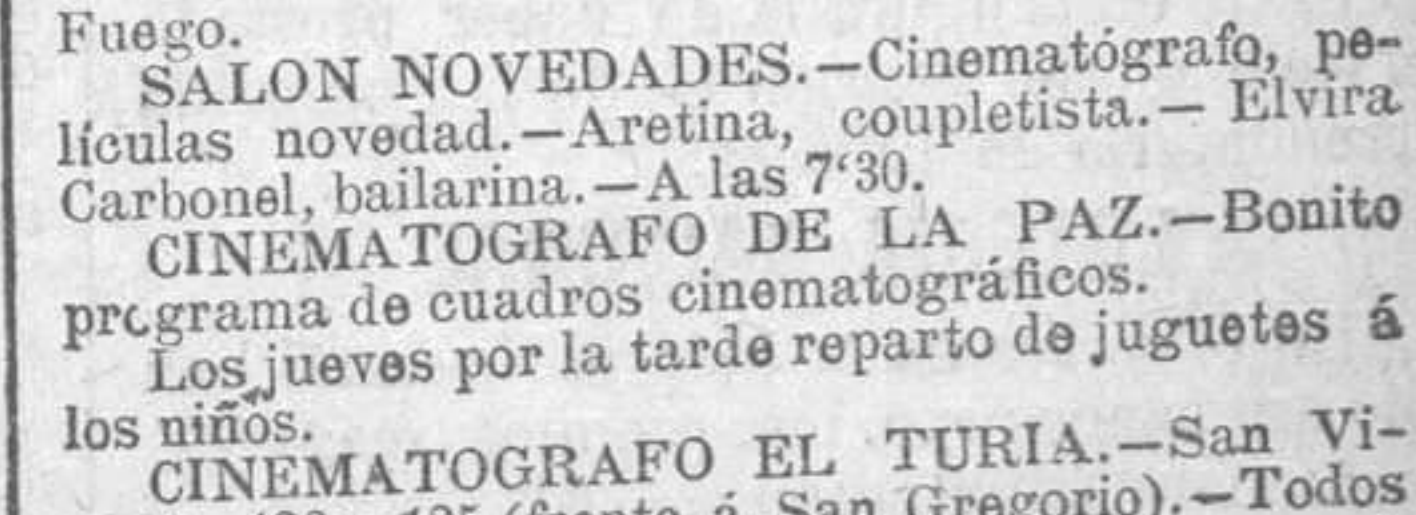 Fuego.
SALON NOVEDADES.—Cinematógrafo, pe-
lículas novedad.—Aretina, coupletista.— Elvira
Carbonel, bailarina.—A las 7‘30.
CINEMATOGRAFO DE LA PAZ.—Bonito
programa de cuadros cinematográficos.
Los jueves por la tarde reparto de juguetes á
los niños.
CINEMATOGRAFO EL TURIA.—San Vi-
(frente á San Gregorio).—Todos